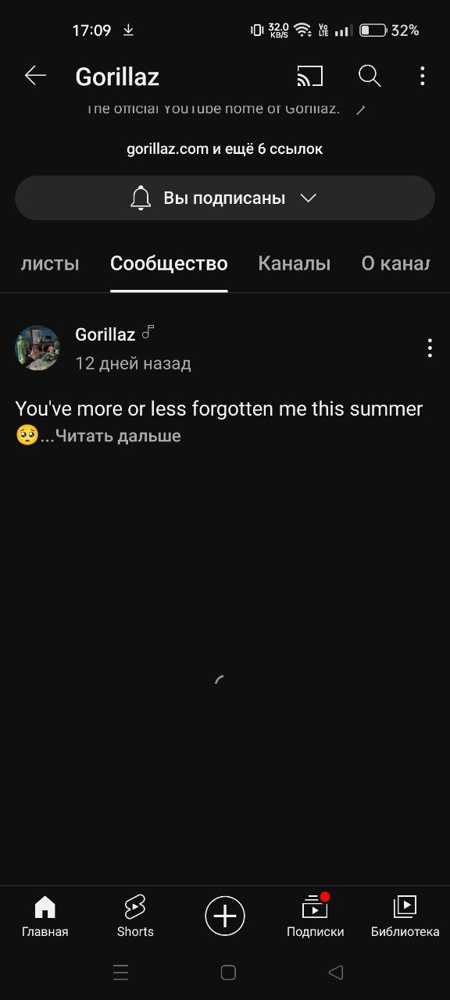 17:09 32.0 KB/S Vo LTE 32%
Gorillaz
The official YouTube home of Gorillaz.
gorillaz.com и ещё 6 ссылок
Вы подписаны
листы Сообщество Каналы О канал
Gorillaz
12 дней назад
You've more or less forgotten me this summer
🥺...Читать дальше
Главная Shorts Подписки Библиотека